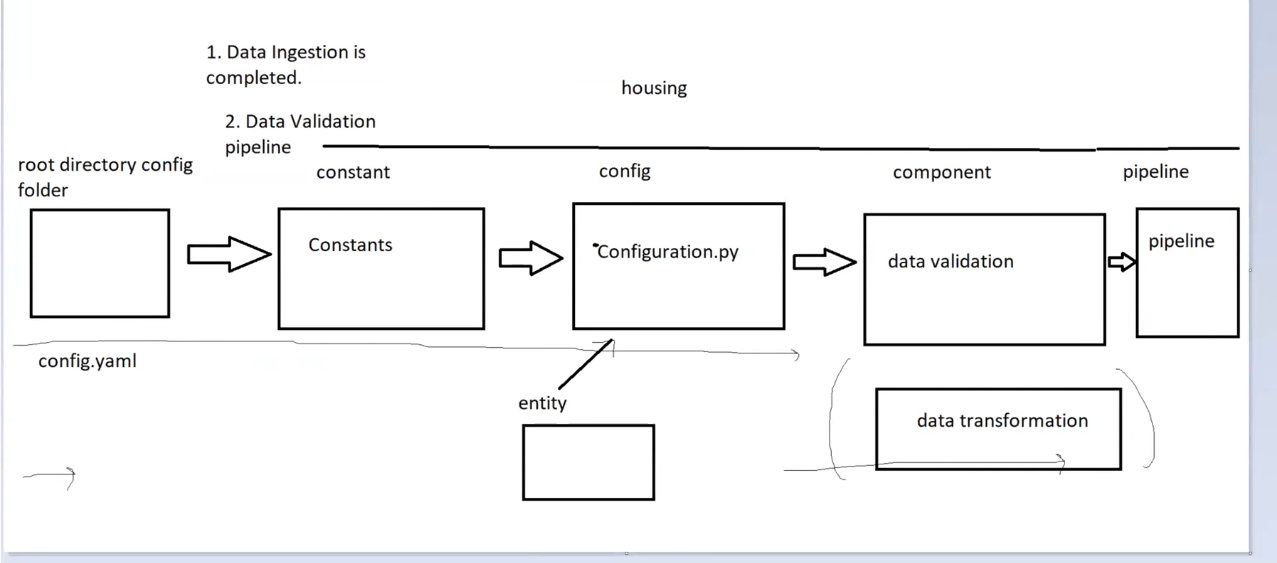 1. Data Ingestion is
completed.
housing
2. Data Validation
pipeline
root directory config
folder
constant
config
component
pipeline
Constants
Configuration.py
data validation
pipeline
config.yaml
entity
data transformation